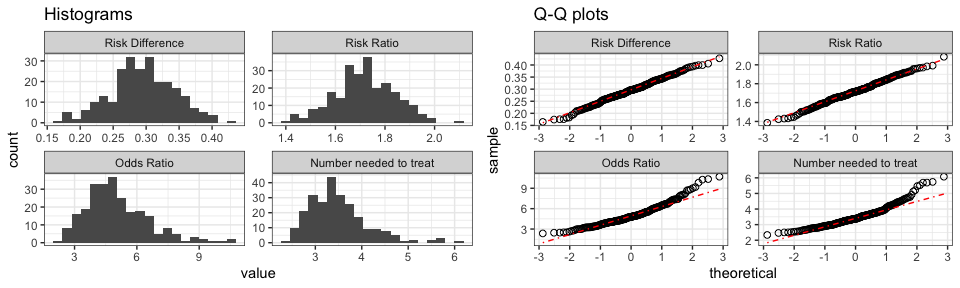 Histograms
Q-Q plots
Risk Difference
Risk Ratio
Risk Difference
Risk Ratio
30
20
10
0
30
20
10
0
0.40
0.35
0.30
0.25
0.20
0.15
2.0
1.8
1.6
1.4
0.15 0.20 0.25 0.30 0.35 0.40
1.4 1.6 1.8 2.0
-3 -2 -1 0 1 2 3
-3 -2 -1 0 1 2 3
count
sample
Odds Ratio
Number needed to treat
Odds Ratio
Number needed to treat
30
20
10
0
40
30
20
10
0
9
6
3
6
5
4
3
2
3 6 9
3 4 5 6
-3 -2 -1 0 1 2 3
-3 -2 -1 0 1 2 3
value
theoretical